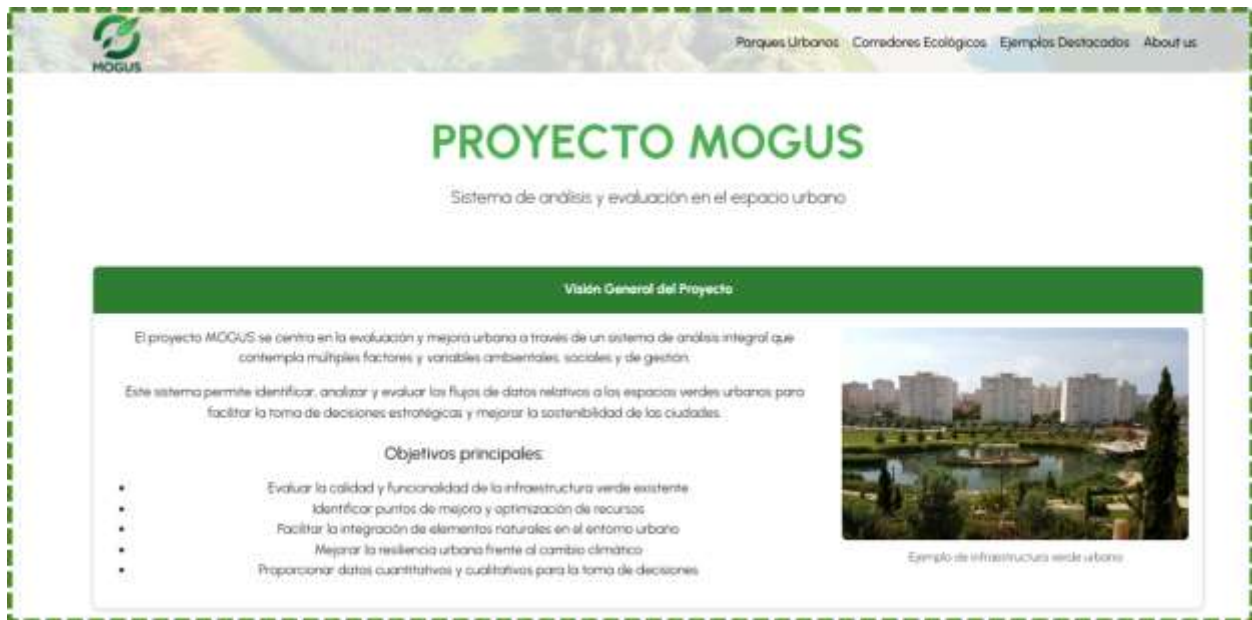 MOGUS
Parques Urbanos Corredores Ecológicos Ejemplos Destacados About us
PROYECTO MOGUS
Sistema de análisis y evaluación en el espacio urbano
Visión General del Proyecto
El proyecto MOGUS se centra en la evaluación y mejora urbana a través de un sistema de análisis integral que
contempla múltiples factores y variables ambientales, sociales y de gestión.
Este sistema permite identificar, analizar y evaluar los flujos de datos relativos a los espacios verdes urbanos para
facilitar la toma de decisiones estratégicas y mejorar la sostenibilidad de las ciudades.
Objetivos principales:
• Evaluar la calidad y funcionalidad de la infraestructura verde existente
• Identificar puntos de mejora y optimización de recursos
• Facilitar la integración de elementos naturales en el entorno urbano
• Mejorar la resiliencia urbana frente al cambio climático
• Proporcionar datos cuantitativos y cualitativos para la toma de decisiones
Ejemplo de infraestructura verde urbana